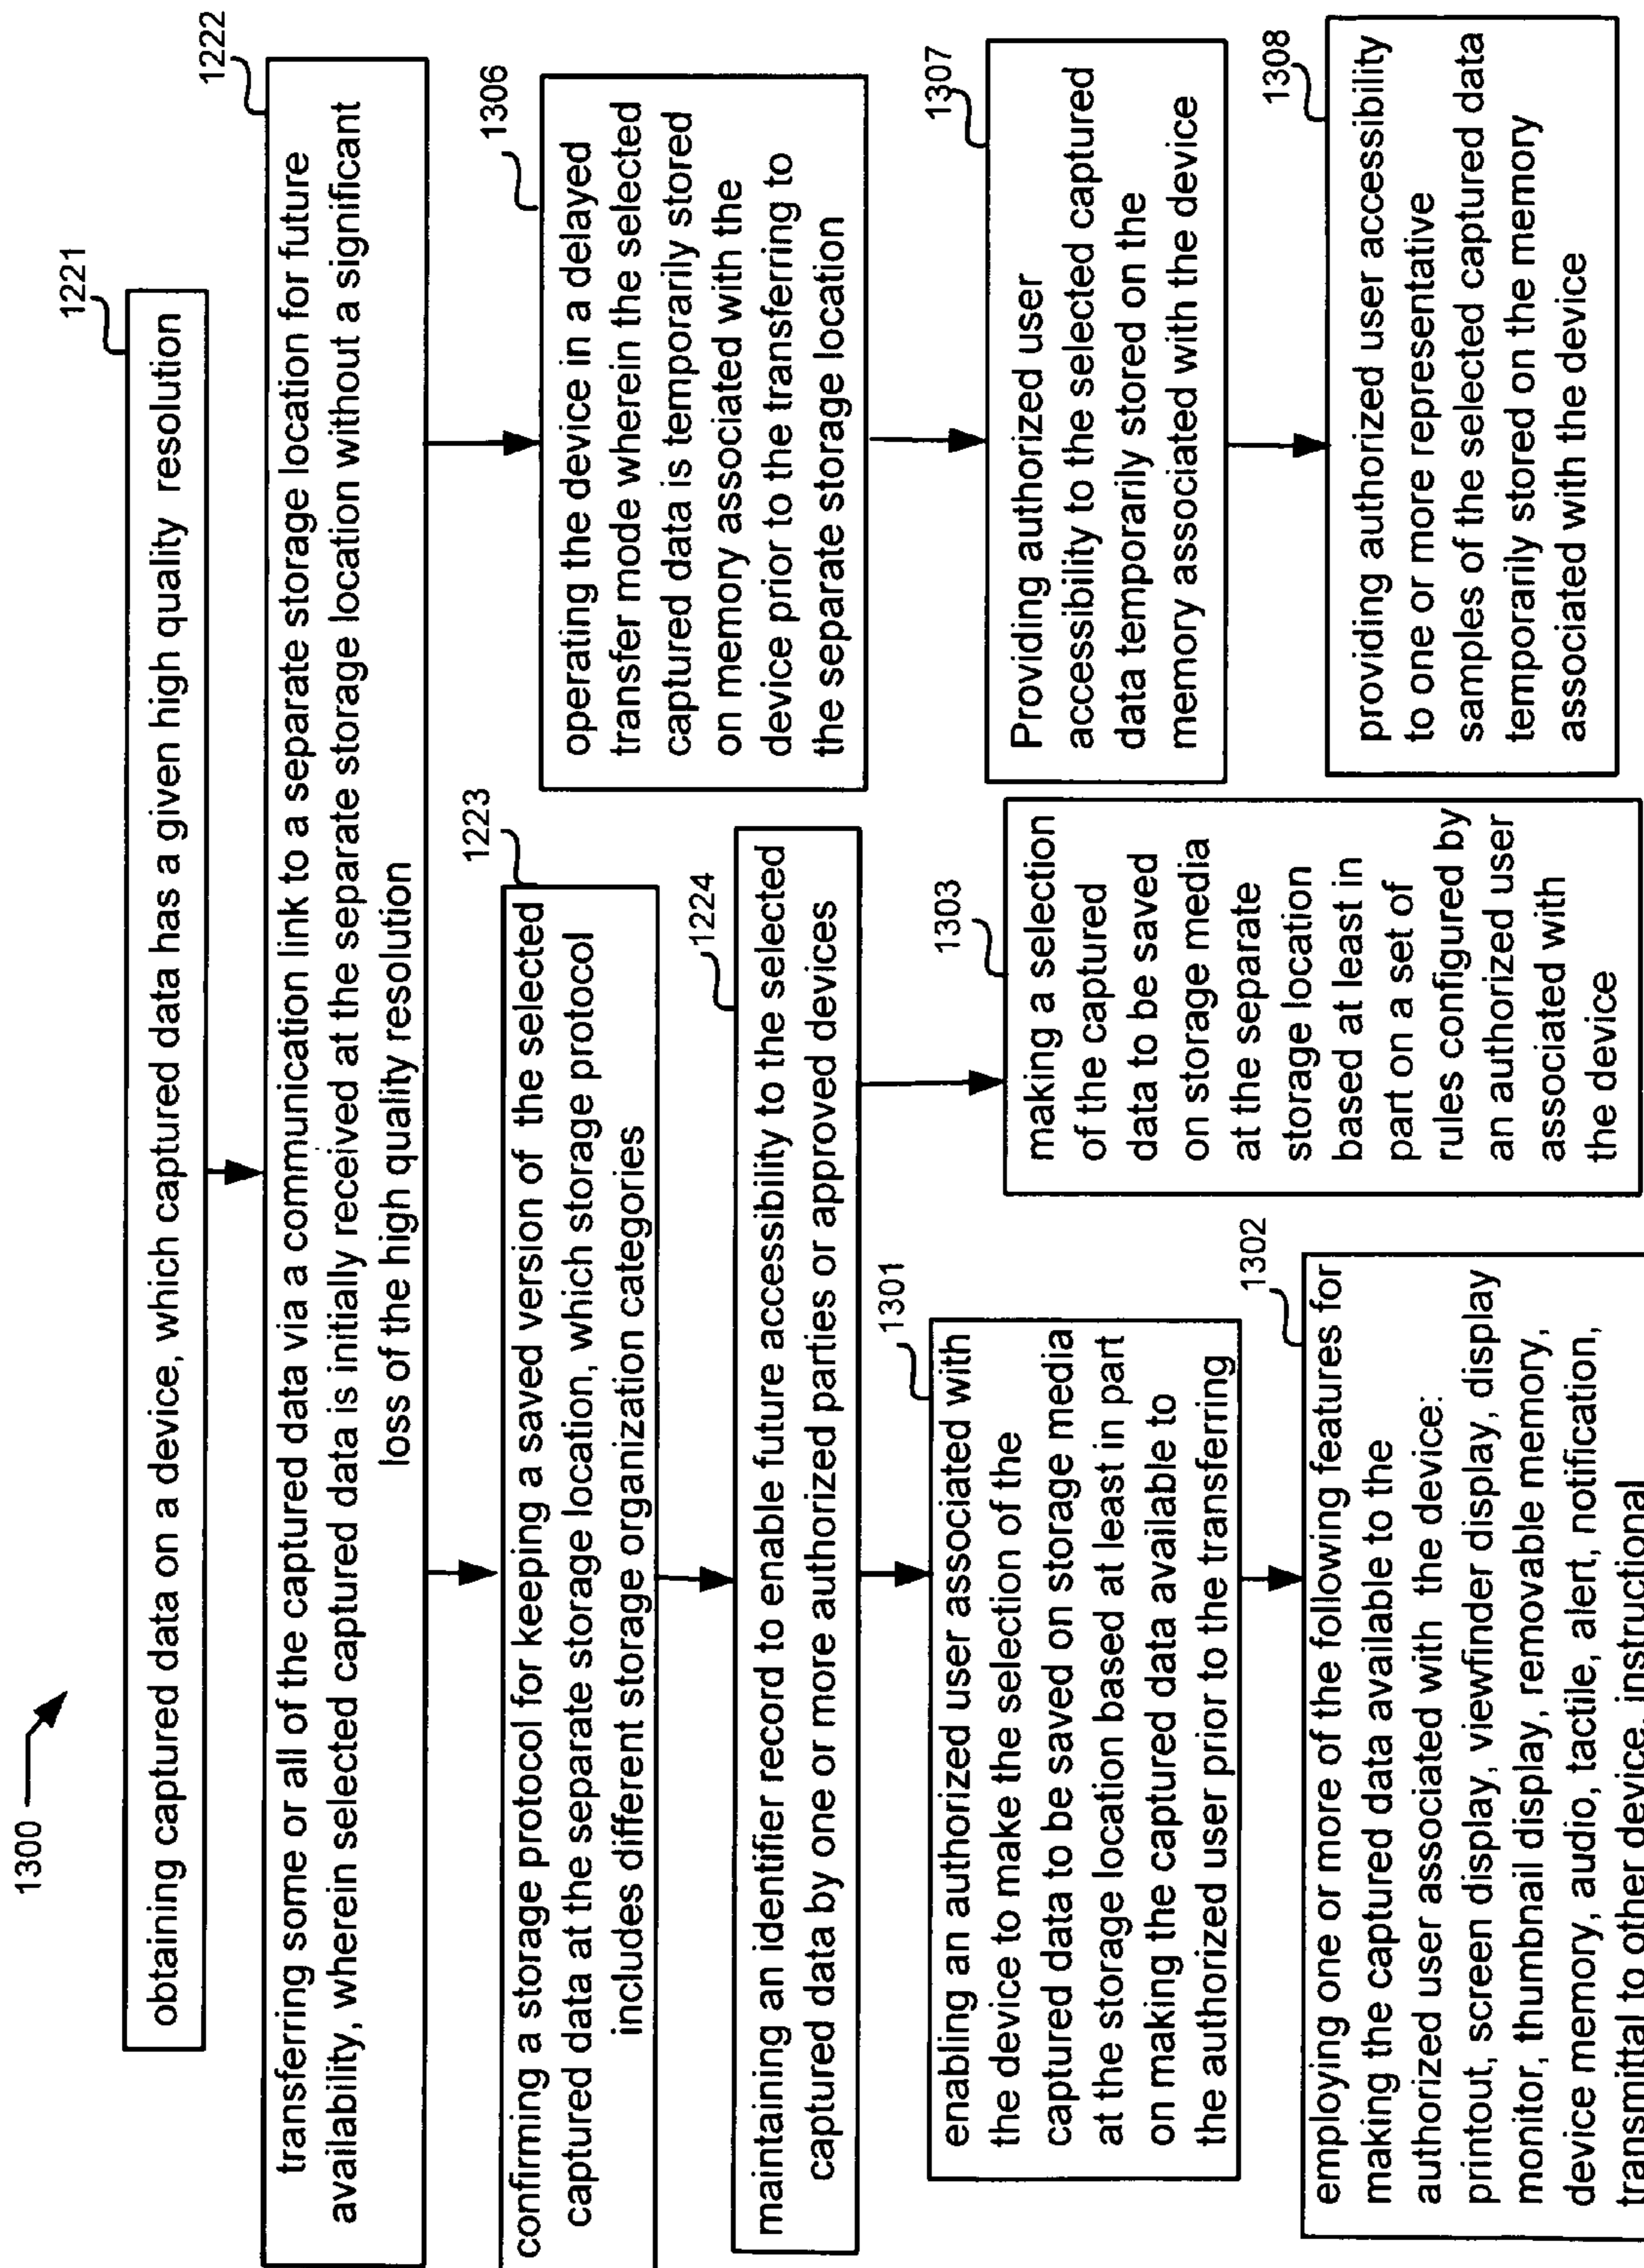 1300
1221
obtaining captured data on a device, which captured data has a given high quality resolution
1222
transferring some or all of the captured data via a communication link to a separate storage location for future
availability, wherein selected captured data is initially received at the separate storage location without a significant
loss of the high quality resolution
1223
confirming a storage protocol for keeping a saved version of the selected
captured data at the separate storage location, which storage protocol
includes different storage organization categories
1224
maintaining an identifier record to enable future accessibility to the selected
captured data by one or more authorized parties or approved devices
1301
enabling an authorized user associated with
the device to make the selection of the
captured data to be saved on storage media
at the storage location based at least in part
on making the captured data available to
the authorized user prior to the transferring
1302
employing one or more of the following features for
making the captured data available to the
authorized user associated with the device:
printout, screen display, viewfinder display, display
monitor, thumbnail display, removable memory,
device memory, audio, tactile, alert, notification,
transmittal to other device, instructional
1303
making a selection
of the captured
data to be saved
on storage media
at the separate
storage location
based at least in
part on a set of
rules configured by
an authorized user
associated with
the device
1306
operating the device in a delayed
transfer mode wherein the selected
captured data is temporarily stored
on memory associated with the
device prior to the transferring to
the separate storage location
1307
Providing authorized user
accessibility to the selected captured
data temporarily stored on the
memory associated with the device
1308
providing authorized user accessibility
to one or more representative
samples of the selected captured data
temporarily stored on the memory
associated with the device